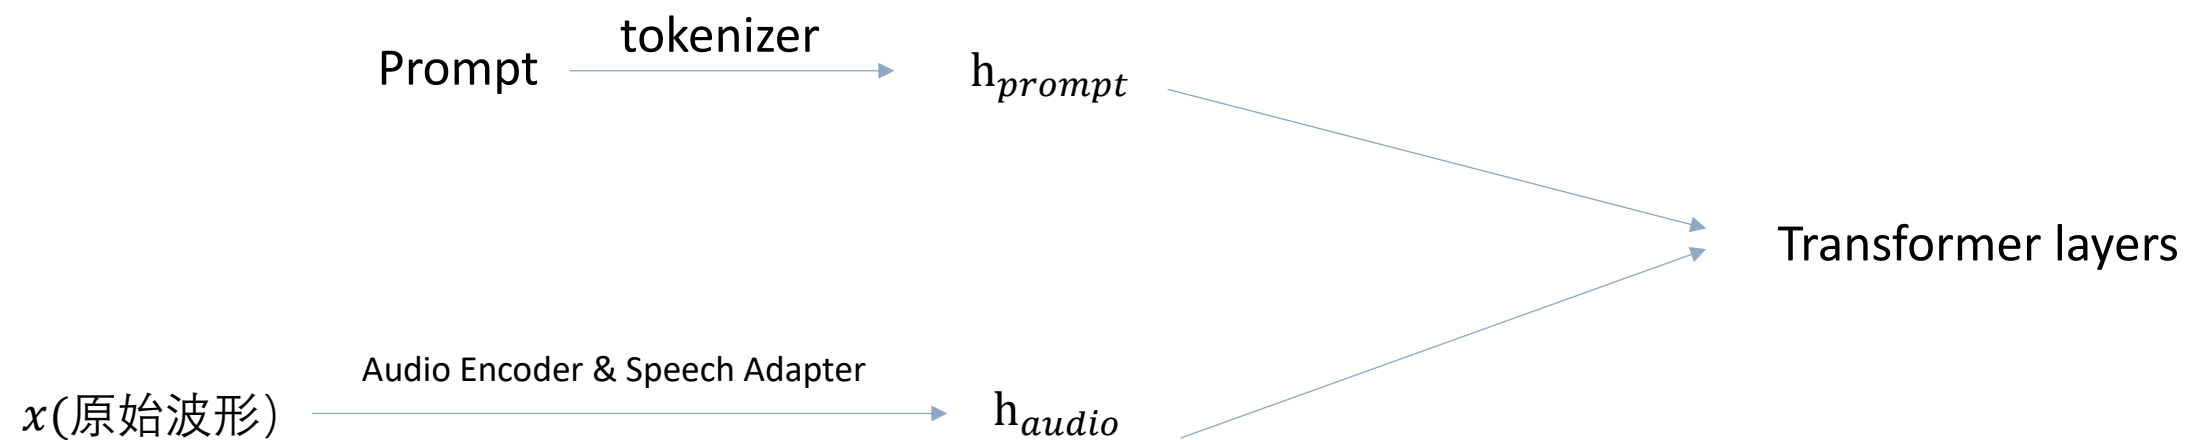 tokenizer
Prompt
h_prompt
Transformer layers
Audio Encoder & Speech Adapter
x(原始波形）
h_audio